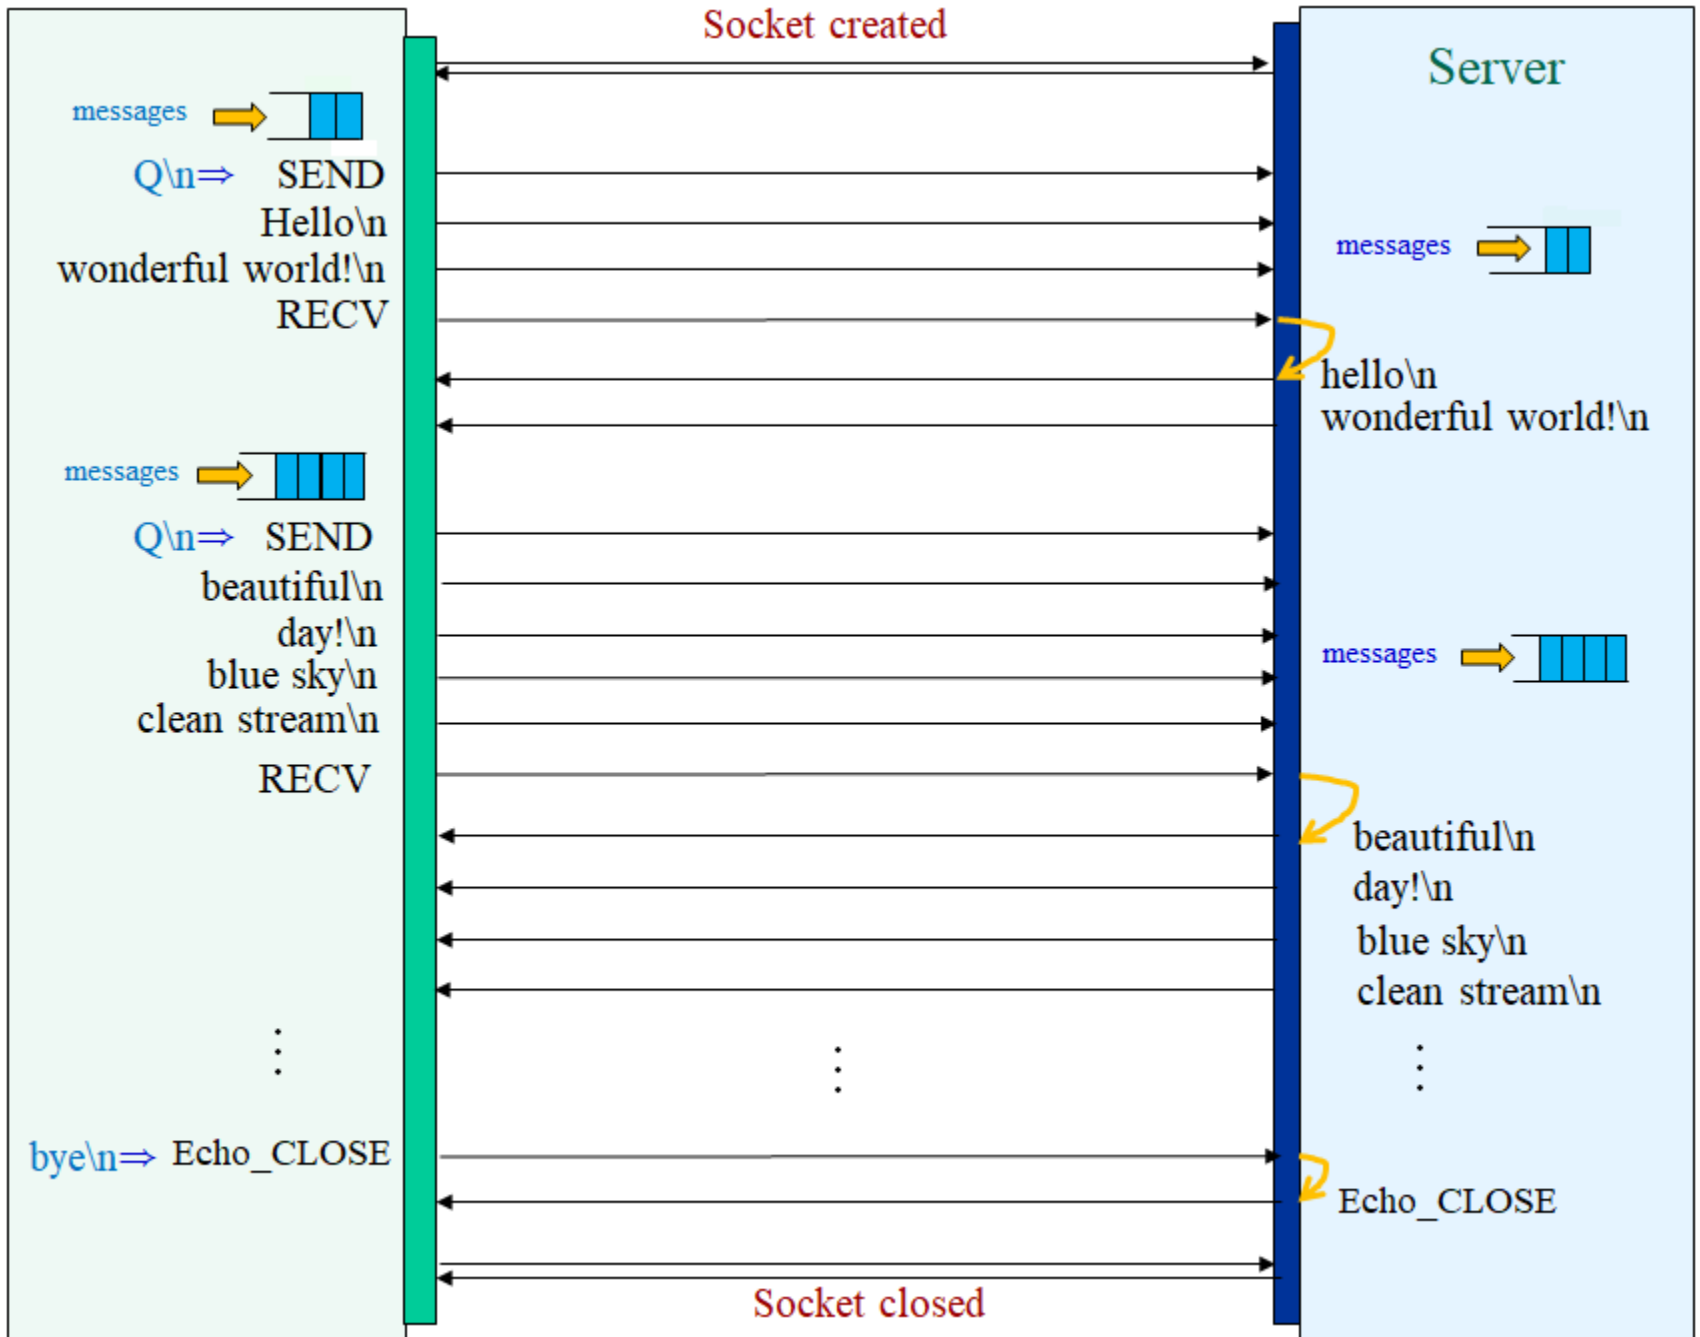 Socket created
Server
messages
Q\n⇒ SEND
Hello\n
messages
wonderful world!\n
RECV
hello\n
wonderful world!\n
messages
Q\n⇒ SEND
beautiful\n
day!\n
messages
blue sky\n
clean stream\n
RECV
beautiful\n
day!\n
blue sky\n
clean stream\n
bye\n⇒ Echo_CLOSE
Echo_CLOSE
Socket closed